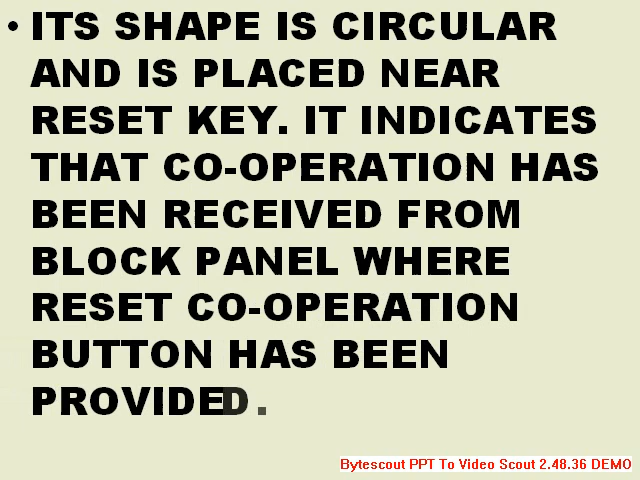 • ITS SHAPE IS CIRCULAR
AND IS PLACED NEAR
RESET KEY. IT INDICATES
THAT CO-OPERATION HAS
BEEN RECEIVED FROM
BLOCK PANEL WHERE
RESET CO-OPERATION
BUTTON HAS BEEN
PROVIDED .
Bytescout PPT To Video Scout 2.48.36 DEMO